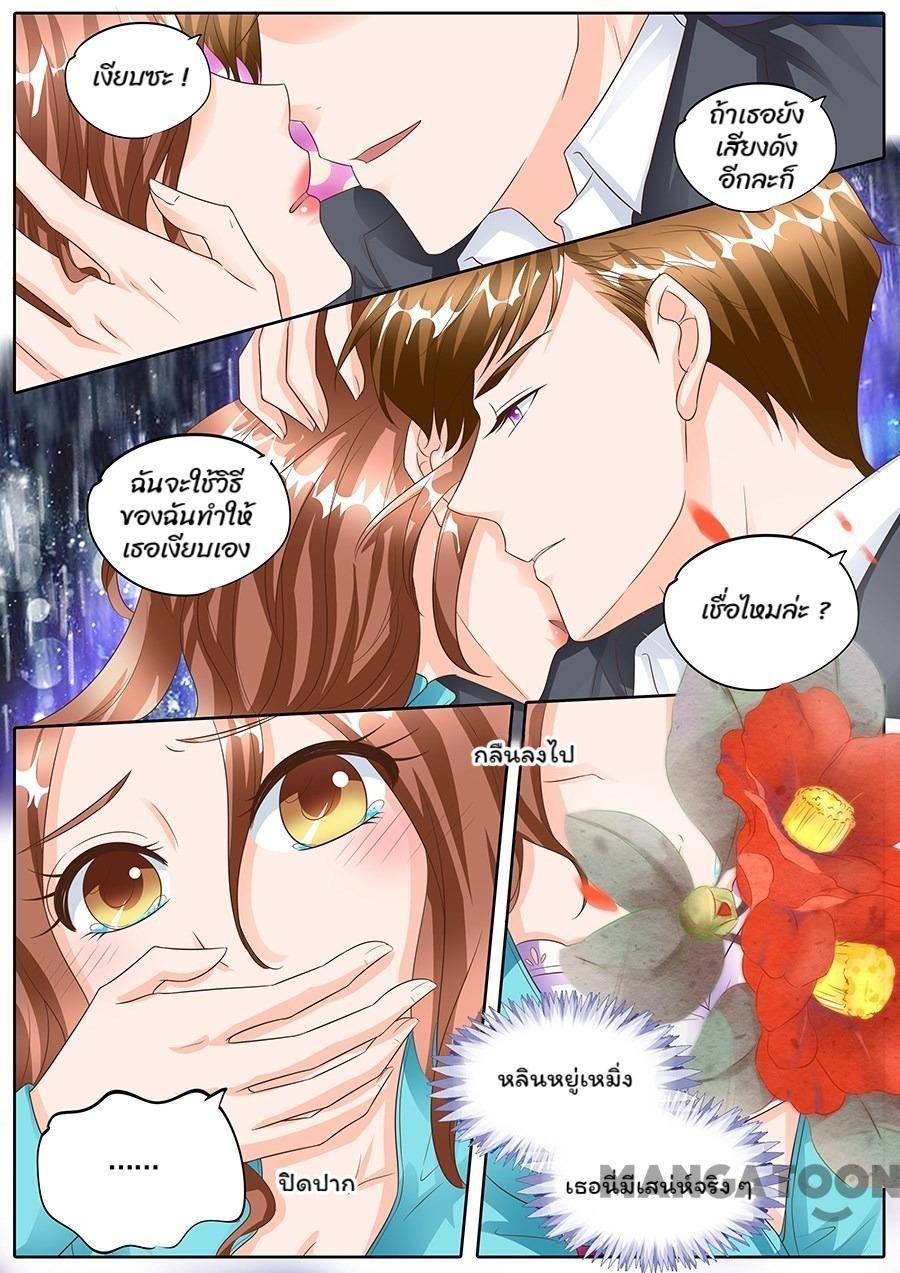 เงียบซะ !
ถ้าเธอยัง
เสียงดัง
อีกละก็
ฉันจะใช้วิธี
ของฉันทำให้
เธอเงียบเอง
เชื่อไหมล่ะ ?
กลืนลงไป
......
ปิดปาก
หลินหยู่เหมิ่ง
เธอนี่มีเสน่ห์จริง ๆ
MANGATOON